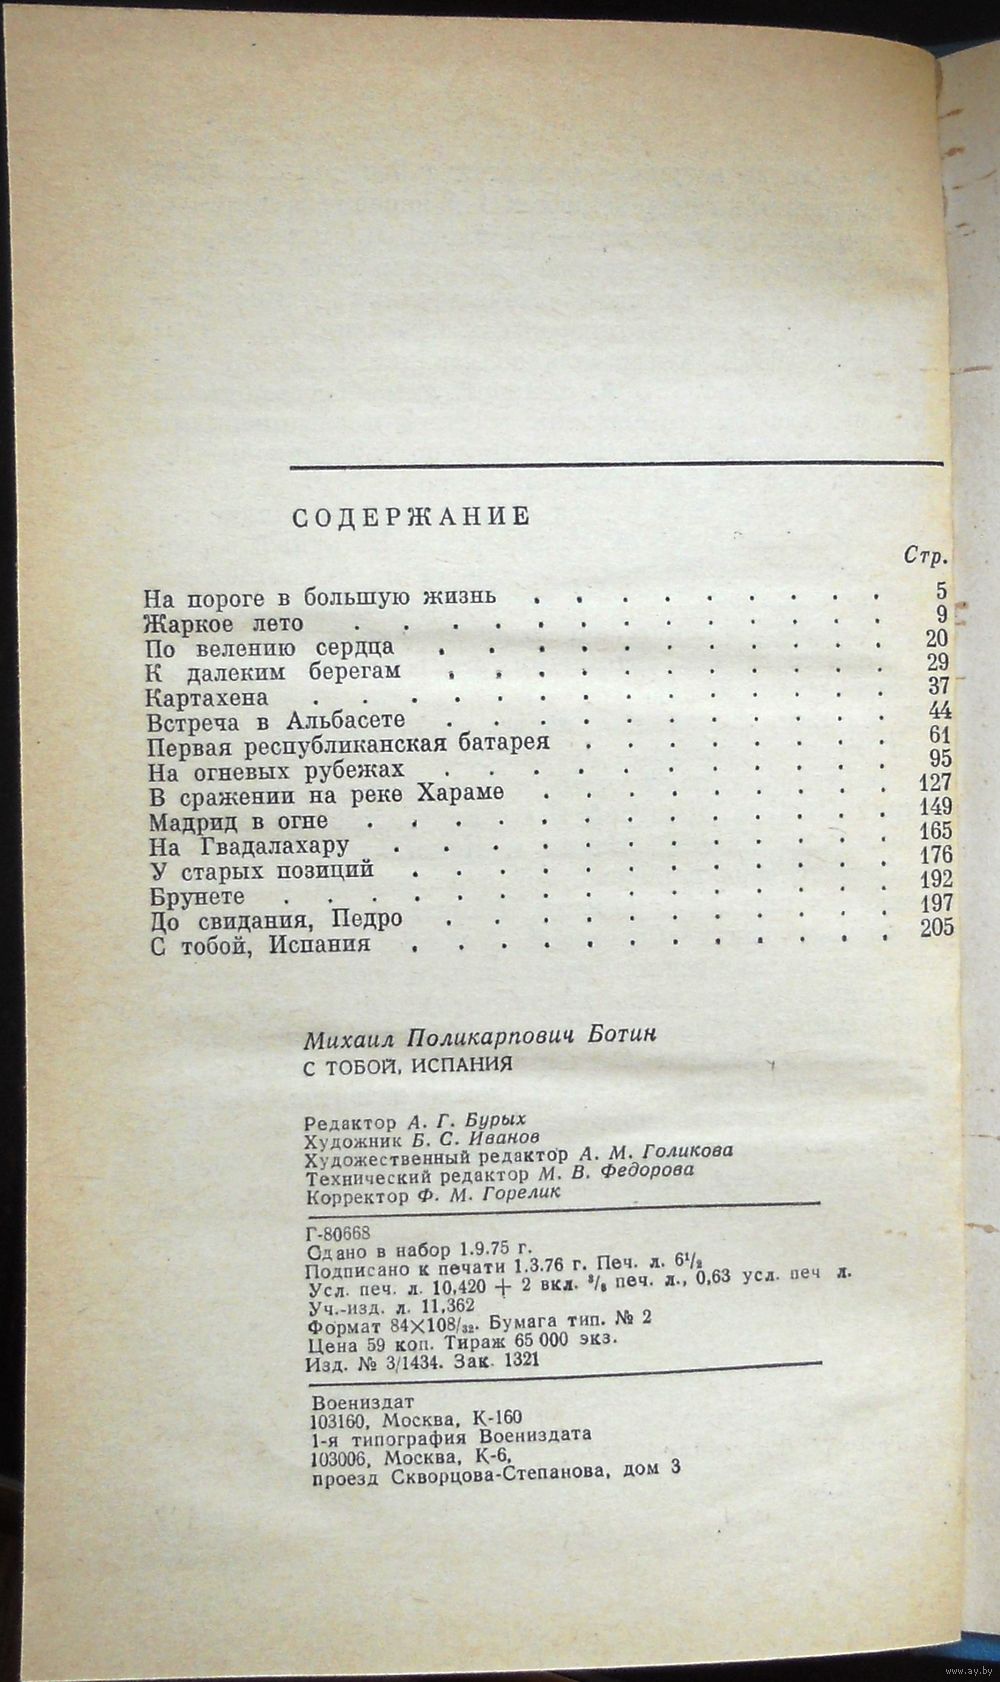 СОДЕРЖАНИЕ
Стр.
На пороге в большую жизнь . . . . . . . . . 5
Жаркое лето . . . . . . . . . . . . . 9
По велению сердца . . . . . . . . . . . 20
К далеким берегам . . . . . . . . . . . 29
Картахена . . . . . . . . . . . . . . 37
Встреча в Альбасете . . . . . . . . . . . 44
Первая республиканская батарея . . . . . . . . 61
На огневых рубежах . . . . . . . . . . . 95
В сражении на реке Хараме . . . . . . . . . 127
Мадрид в огне . . . . . . . . . . . . . 149
На Гвадалахару . . . . . . . . . . . . 165
У старых позиций . . . . . . . . . . . . 176
Брунете . . . . . . . . . . . . . . . 192
До свидания, Педро . . . . . . . . . . . 197
С тобой, Испания . . . . . . . . . . . . 205
Михаил Поликарпович Ботин
С ТОБОЙ, ИСПАНИЯ
Редактор А. Г. Бурых
Художник Б. С. Иванов
Художественный редактор А. М. Голикова
Технический редактор М. В. Федорова
Корректор Ф. М. Горелик
Г-80668
Сдано в набор 1.9.75 г.
Подписано к печати 1.3.76 г. Печ. л. 6½
Усл. печ. л. 10,420 + 2 вкл. ³/₈ печ. л., 0,63 усл. печ л.
Уч.-изд. л. 11,362
Формат 84×108/₃₂. Бумага тип. № 2
Цена 59 коп. Тираж 65 000 экз.
Изд. № 3/1434. Зак. 1321
Воениздат
103160, Москва, К-160
1-я типография Воениздата
103006, Москва, К-6,
проезд Скворцова-Степанова, дом 3
www.ay.by